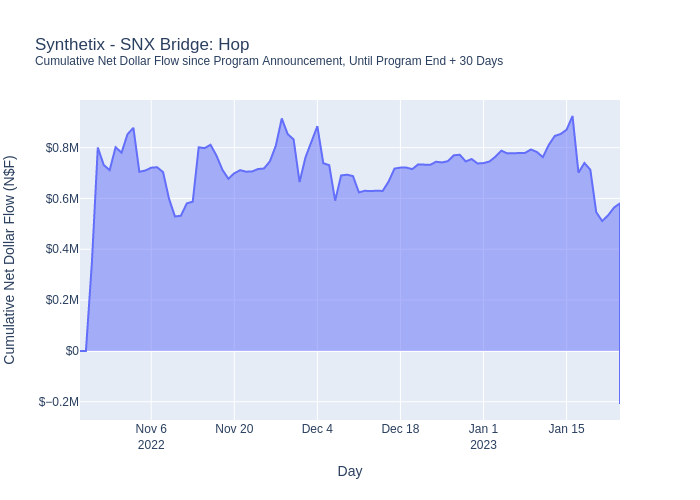 Synthetix - SNX Bridge: Hop
Cumulative Net Dollar Flow since Program Announcement, Until Program End + 30 Days
Cumulative Net Dollar Flow (N$F)
$0.8M
$0.6M
$0.4M
$0.2M
$0
$−0.2M
Nov 6
2022
Nov 20
Dec 4
Dec 18
Jan 1
2023
Jan 15
Day